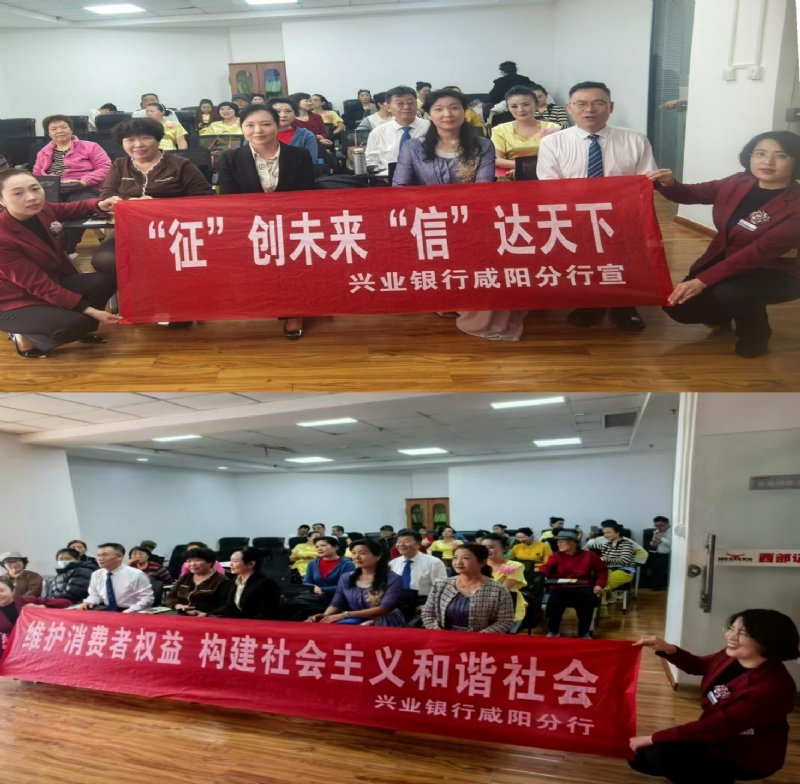 “征”创未来“信”达天下
兴业银行咸阳分行宣
WESTERN
西部证
维护消费者权益 构建社会主义和谐社会
兴业银行咸阳分行